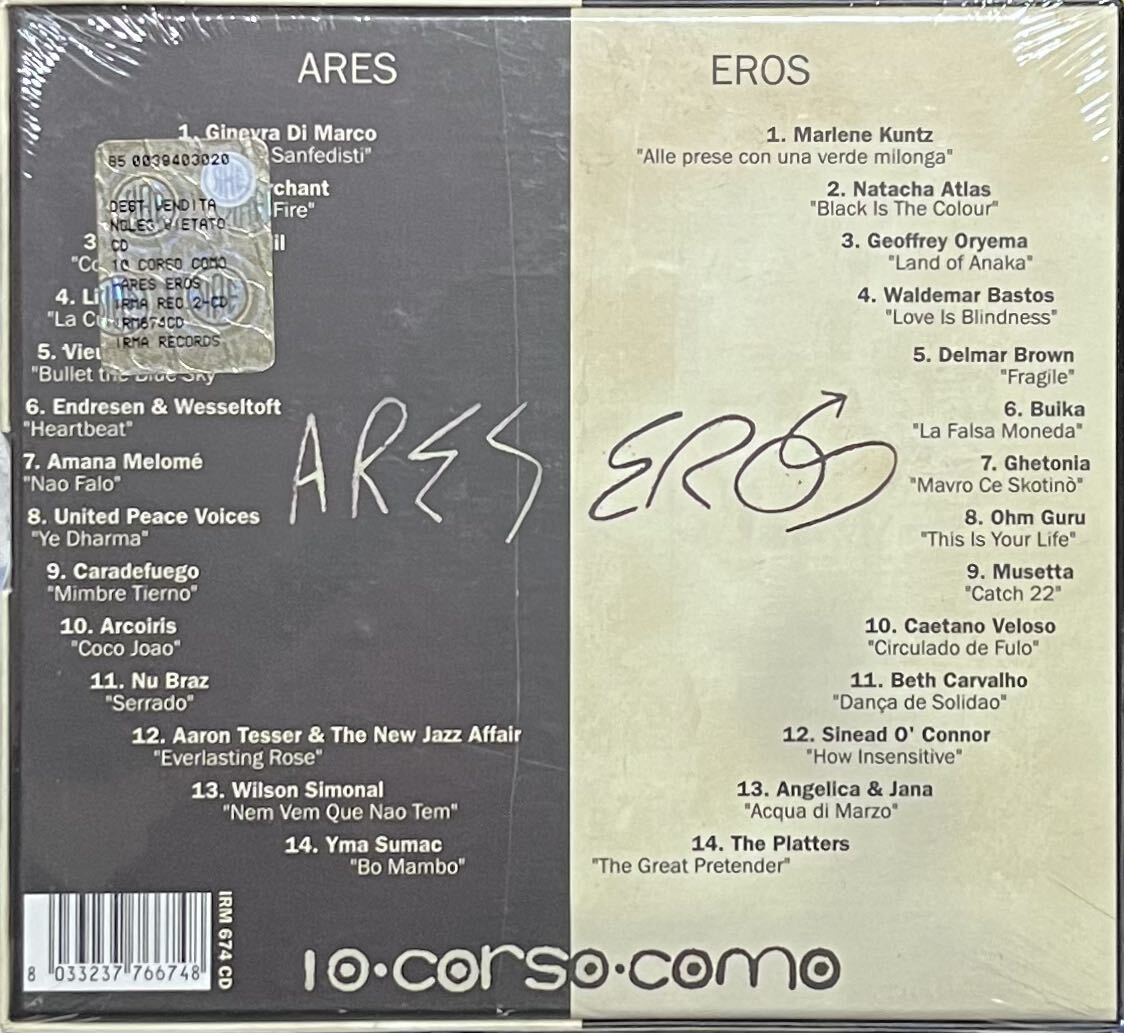 ARES
1. Ginevra Di Marco
Sanfedisti"
rchant
Fire"
3
il
"Co
4. Li
"La Cu
5. Vieu
"Bullet the Blue Sky"
6. Endresen & Wesseltoft
"Heartbeat"
7. Amana Melomé
"Nao Falo"
8. United Peace Voices
"Ye Dharma"
9. Caradefuego
"Mimbre Tierno"
10. Arcoiris
"Coco Joao"
11. Nu Braz
"Serrado"
12. Aaron Tesser & The New Jazz Affair
"Everlasting Rose"
13. Wilson Simonal
"Nem Vem Que Nao Tem"
14. Yma Sumac
"Bo Mambo"
85 0039403020
DEST VENDITA
NOLEG VIETATO
CD
10 CORSO COMO
ARES EROS
IRMA REC 2-CD
IRM674CD
IRMA RECORDS
ARES EROS
EROS
1. Marlene Kuntz
"Alle prese con una verde milonga"
2. Natacha Atlas
"Black Is The Colour"
3. Geoffrey Oryema
"Land of Anaka"
4. Waldemar Bastos
"Love Is Blindness"
5. Delmar Brown
"Fragile"
6. Buika
"La Falsa Moneda"
7. Ghetonia
"Mavro Ce Skotinò"
8. Ohm Guru
"This Is Your Life"
9. Musetta
"Catch 22"
10. Caetano Veloso
"Circulado de Fulo"
11. Beth Carvalho
"Dança de Solidao"
12. Sinead O' Connor
"How Insensitive"
13. Angelica & Jana
"Acqua di Marzo"
14. The Platters
"The Great Pretender"
8 033237 766748
IRM 674 CD
10·corso·como